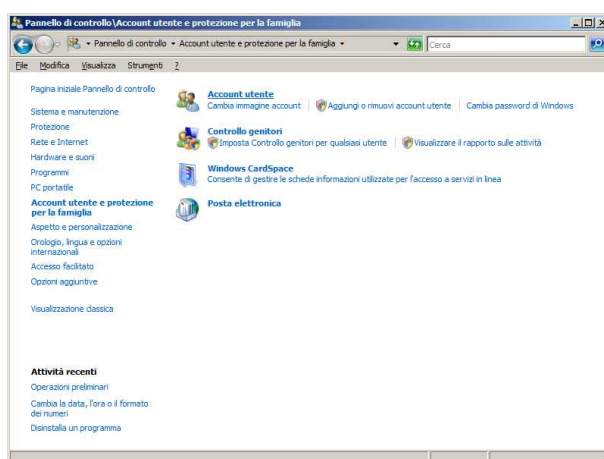 Pannello di controllo\Account utente e protezione per la famiglia
Pannello di controllo Account utente e protezione per la famiglia
Cerca
File Modifica Visualizza Strumenti ?
Pagina iniziale Pannello di controllo
Sistema e manutenzione
Protezione
Rete e Internet
Hardware e suoni
Programmi
PC portatile
Account utente e protezione
per la famiglia
Aspetto e personalizzazione
Orologio, lingua e opzioni
internazionali
Accesso facilitato
Opzioni aggiuntive
Visualizzazione classica
Attività recenti
Operazioni preliminari
Cambia la data, l'ora o il formato
dei numeri
Disinstalla un programma
Account utente
Cambia immagine account Aggiungi o rimuovi account utente Cambia password di Windows
Controllo genitori
Imposta Controllo genitori per qualsiasi utente Visualizzare il rapporto sulle attività
Windows CardSpace
Consente di gestire le schede informazioni utilizzate per l'accesso a servizi in linea
Posta elettronica